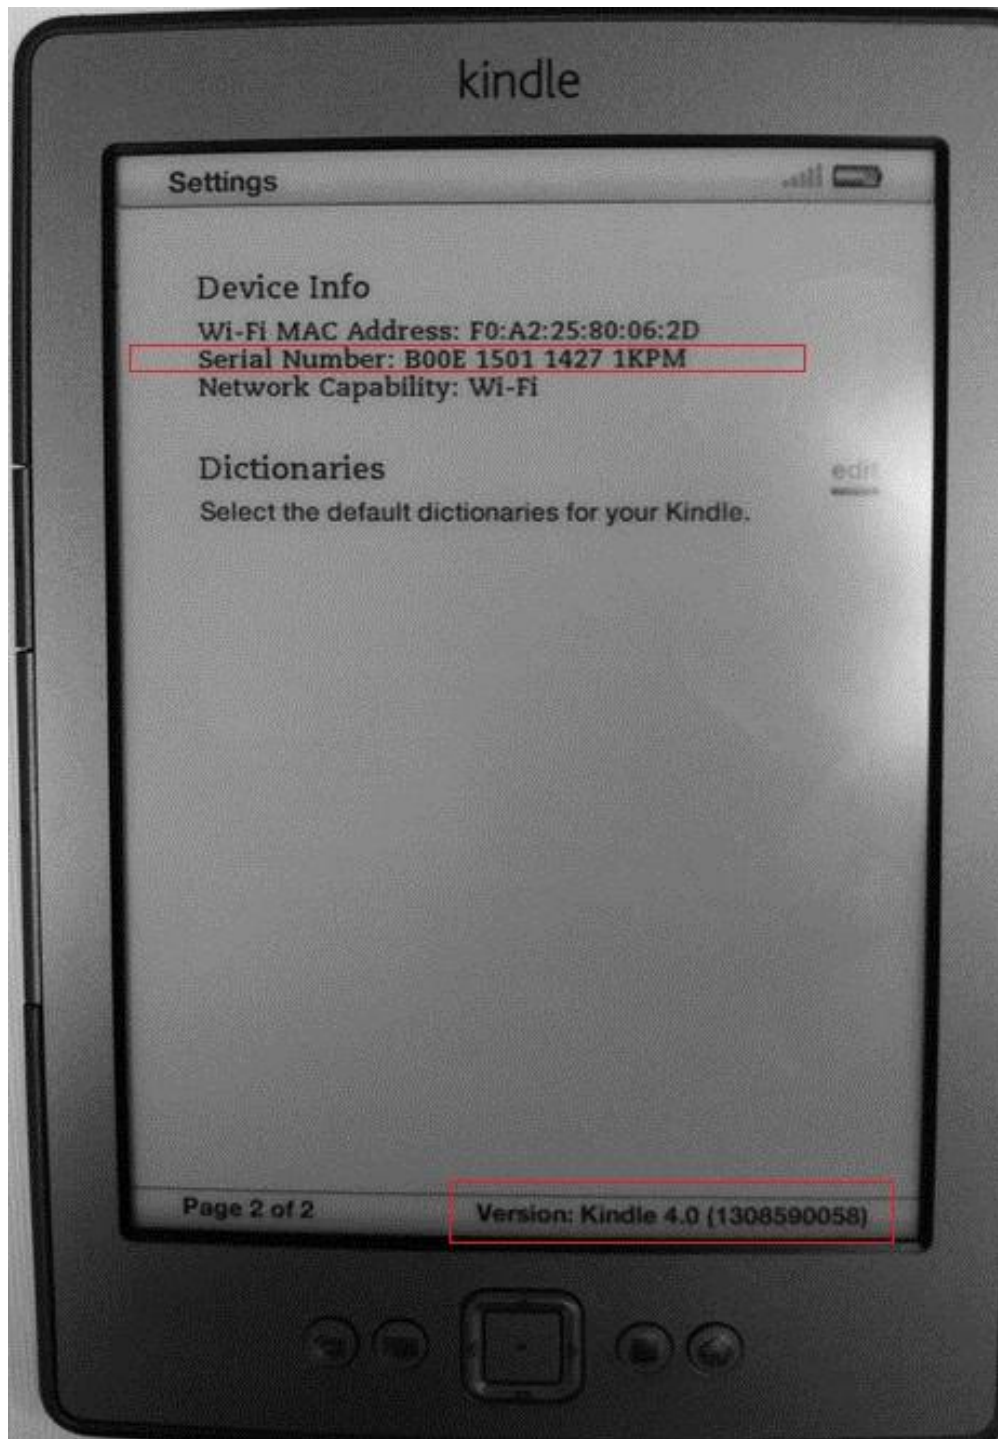 kindle
Settings
Device Info
Wi-Fi MAC Address: F0:A2:25:80:06:2D
Serial Number: B00E 1501 1427 1KPM
Network Capability: Wi-Fi
Dictionaries
edit
Select the default dictionaries for your Kindle.
Page 2 of 2
Version: Kindle 4.0 (1308590058)